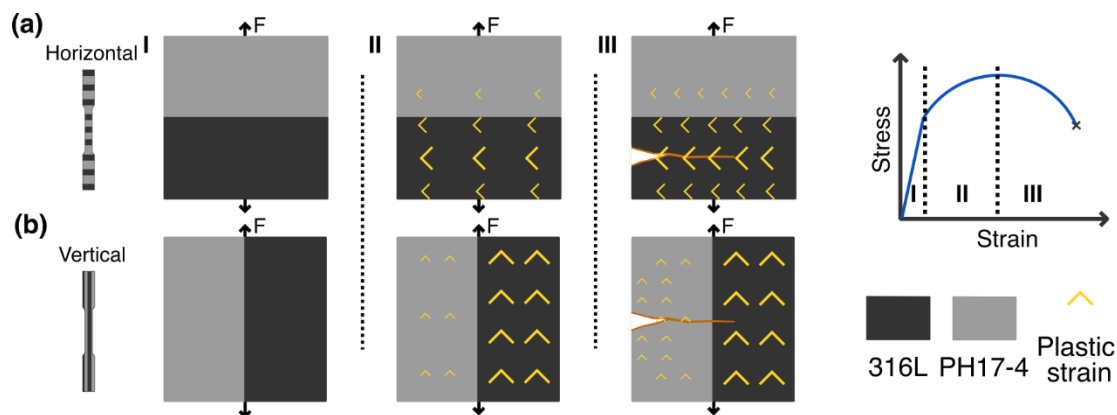 (a)
Horizontal
I
F
II
F
III
F
(b)
Vertical
F
F
F
Stress
I
II
III
Strain
316L
PH17-4
Plastic
strain